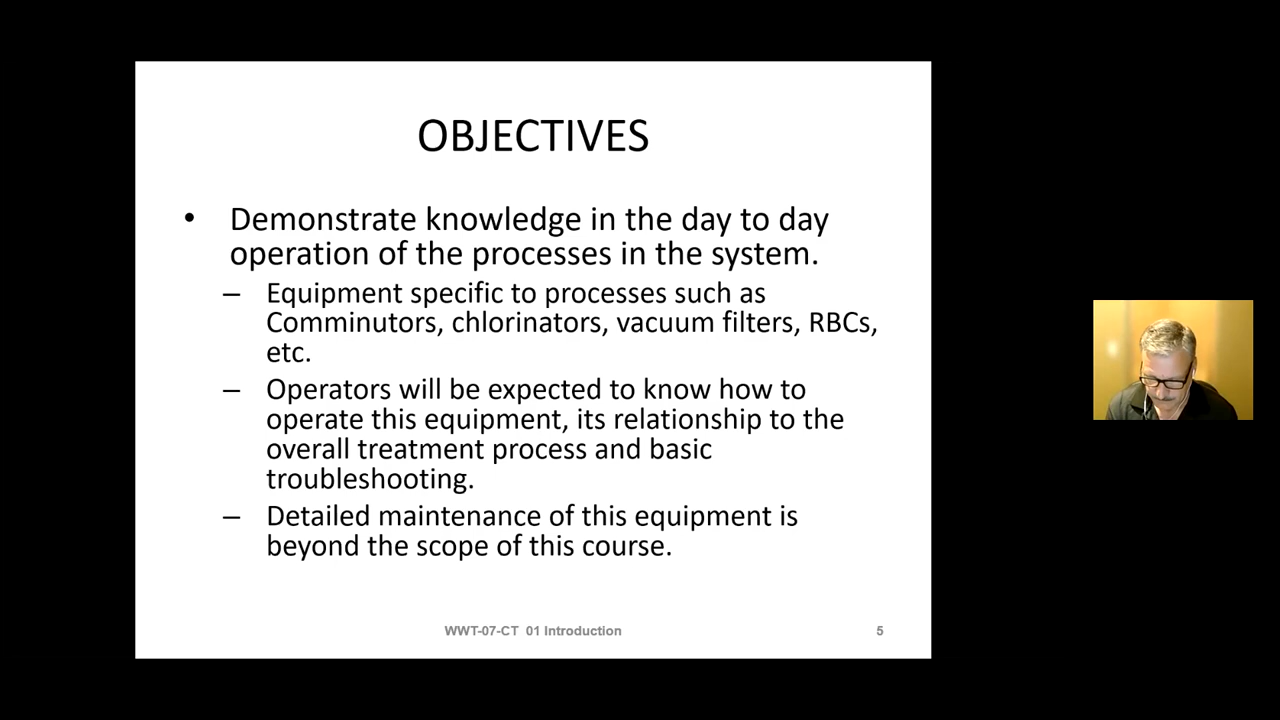 OBJECTIVES
• Demonstrate knowledge in the day to day
operation of the processes in the system.
– Equipment specific to processes such as
Comminutors, chlorinators, vacuum filters, RBCs,
etc.
– Operators will be expected to know how to
operate this equipment, its relationship to the
overall treatment process and basic
troubleshooting.
– Detailed maintenance of this equipment is
beyond the scope of this course.
WWT-07-CT 01 Introduction
5